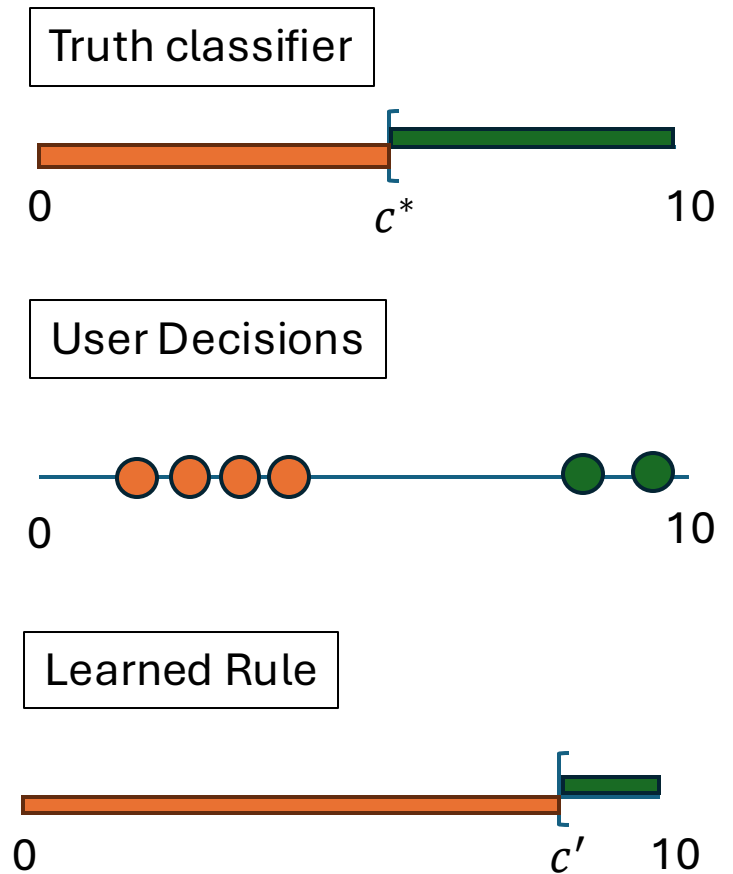 Truth classifier
0 c* 10
User Decisions
0 10
Learned Rule
0 c′ 10